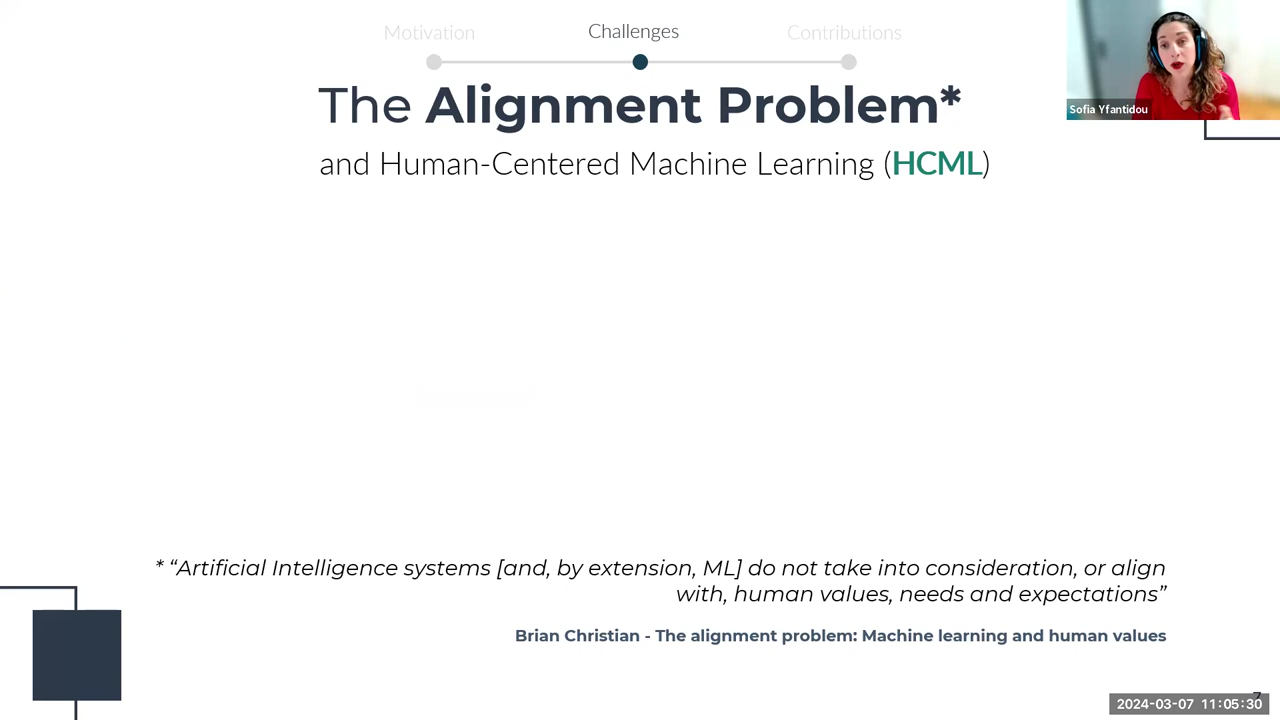 Motivation
Challenges
Contributions
The Alignment Problem*
and Human-Centered Machine Learning (HCML)
Sofia Yfantidou
* “Artificial Intelligence systems [and, by extension, ML] do not take into consideration, or align
with, human values, needs and expectations”
Brian Christian - The alignment problem: Machine learning and human values
7
2024-03-07 11:05:30